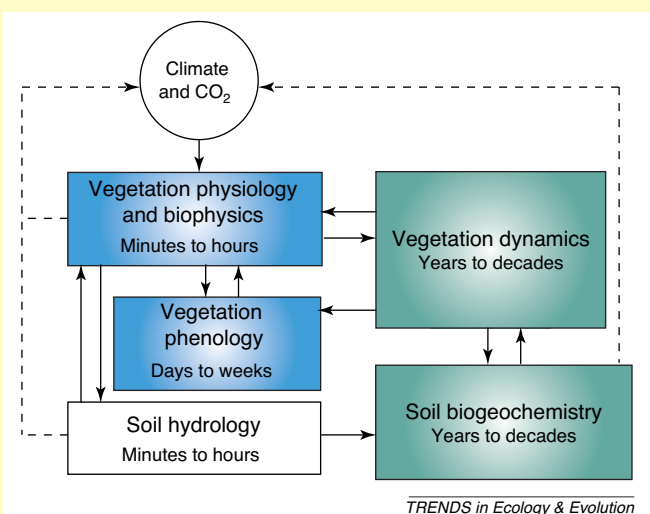 Climate
and CO₂
Vegetation physiology
and biophysics
Minutes to hours
Vegetation dynamics
Years to decades
Vegetation
phenology
Days to weeks
Soil hydrology
Minutes to hours
Soil biogeochemistry
Years to decades
TRENDS in Ecology & Evolution